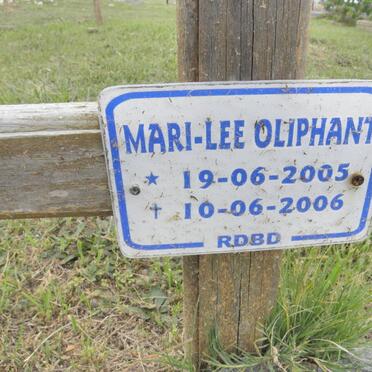 MARI-LEE OLIPHANT
★ 19-06-2005
† 10-06-2006
RDBD